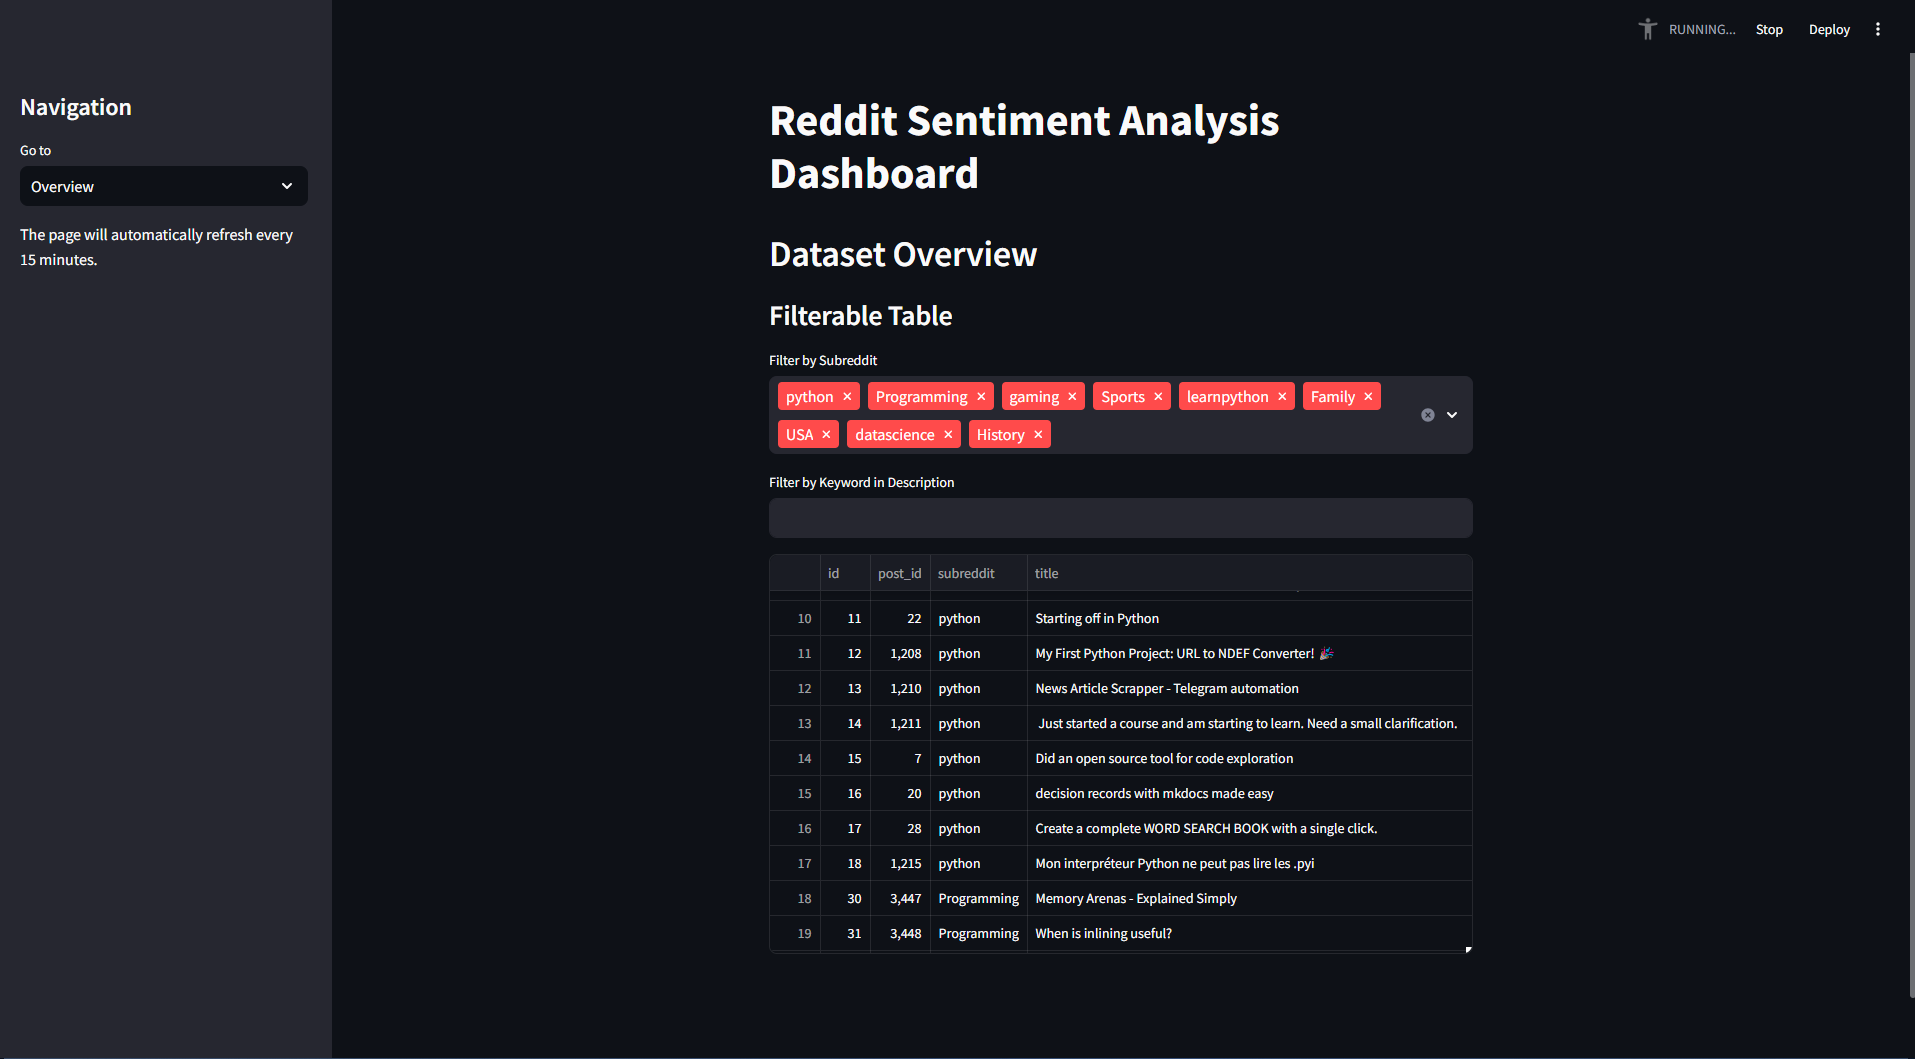 RUNNING...
Stop
Deploy
Navigation
Go to
Overview
The page will automatically refresh every
15 minutes.
Reddit Sentiment Analysis
Dashboard
Dataset Overview
Filterable Table
Filter by Subreddit
python Programming gaming Sports learnpython Family
USA datascience History
Filter by Keyword in Description
id post_id subreddit title
10 11 22 python Starting off in Python
11 12 1,208 python My First Python Project: URL to NDEF Converter! 🎉
12 13 1,210 python News Article Scrapper - Telegram automation
13 14 1,211 python Just started a course and am starting to learn. Need a small clarification.
14 15 7 python Did an open source tool for code exploration
15 16 20 python decision records with mkdocs made easy
16 17 28 python Create a complete WORD SEARCH BOOK with a single click.
17 18 1,215 python Mon interpréteur Python ne peut pas lire les .pyi
18 30 3,447 Programming Memory Arenas - Explained Simply
19 31 3,448 Programming When is inlining useful?